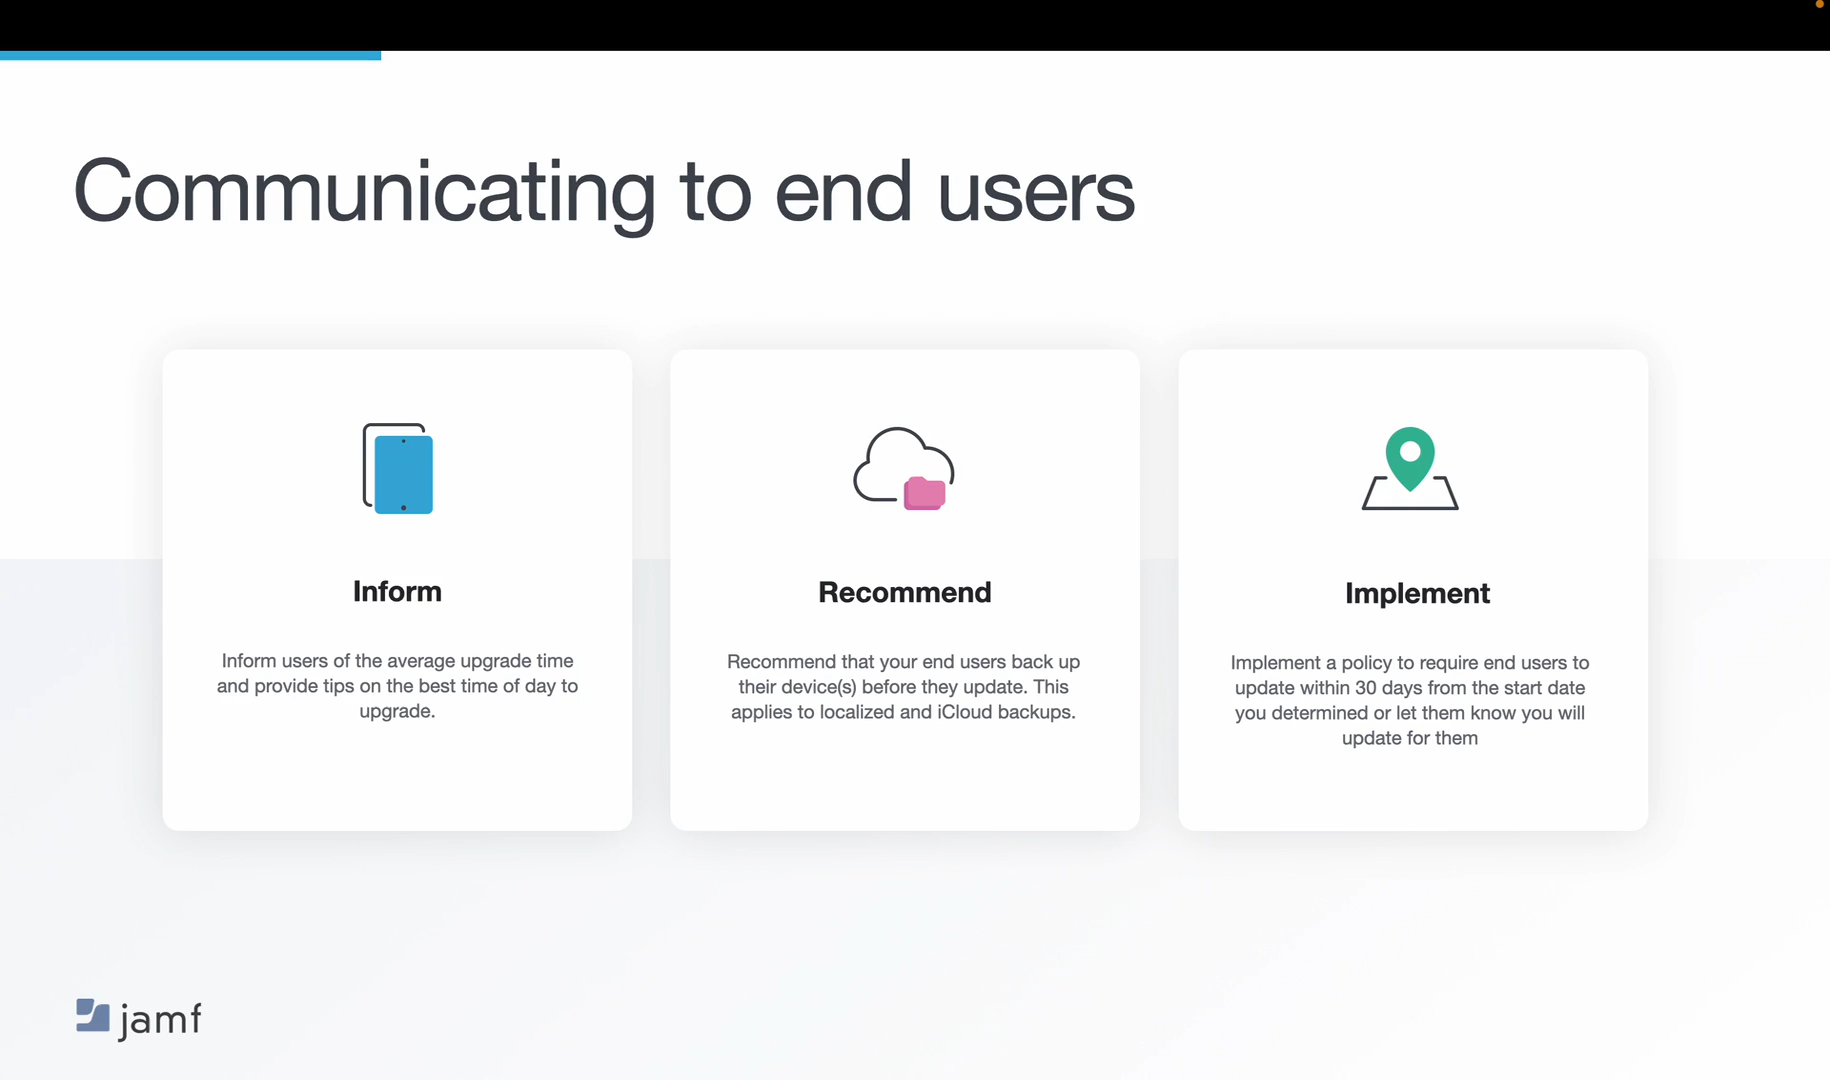 Communicating to end users
Inform
Inform users of the average upgrade time
and provide tips on the best time of day to
upgrade.
Recommend
Recommend that your end users back up
their device(s) before they update. This
applies to localized and iCloud backups.
Implement
Implement a policy to require end users to
update within 30 days from the start date
you determined or let them know you will
update for them
jamf